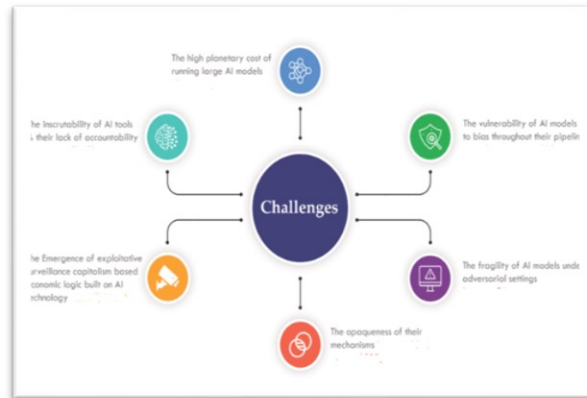 The high planetary cost of
running large AI models
he inscrutability of AI tools
their lack of accountability
The vulnerability of AI models
to bias throughout their pipelin
Challenges
he Emergence of exploitative
urveillance capitalism based
conomic logic built on AI
echnology
The fragility of AI models unde
adversarial settings
The opaqueness of their
mechanisms